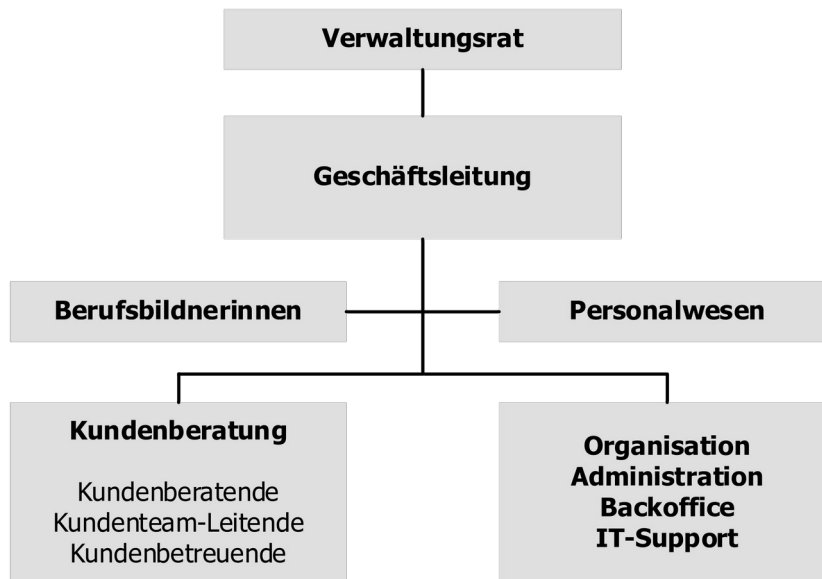 Verwaltungsrat
Geschäftsleitung
Berufsbildnerinnen
Personalwesen
Kundenberatung
Kundenberatende
Kundenteam-Leitende
Kundenbetreuende
Organisation
Administration
Backoffice
IT-Support